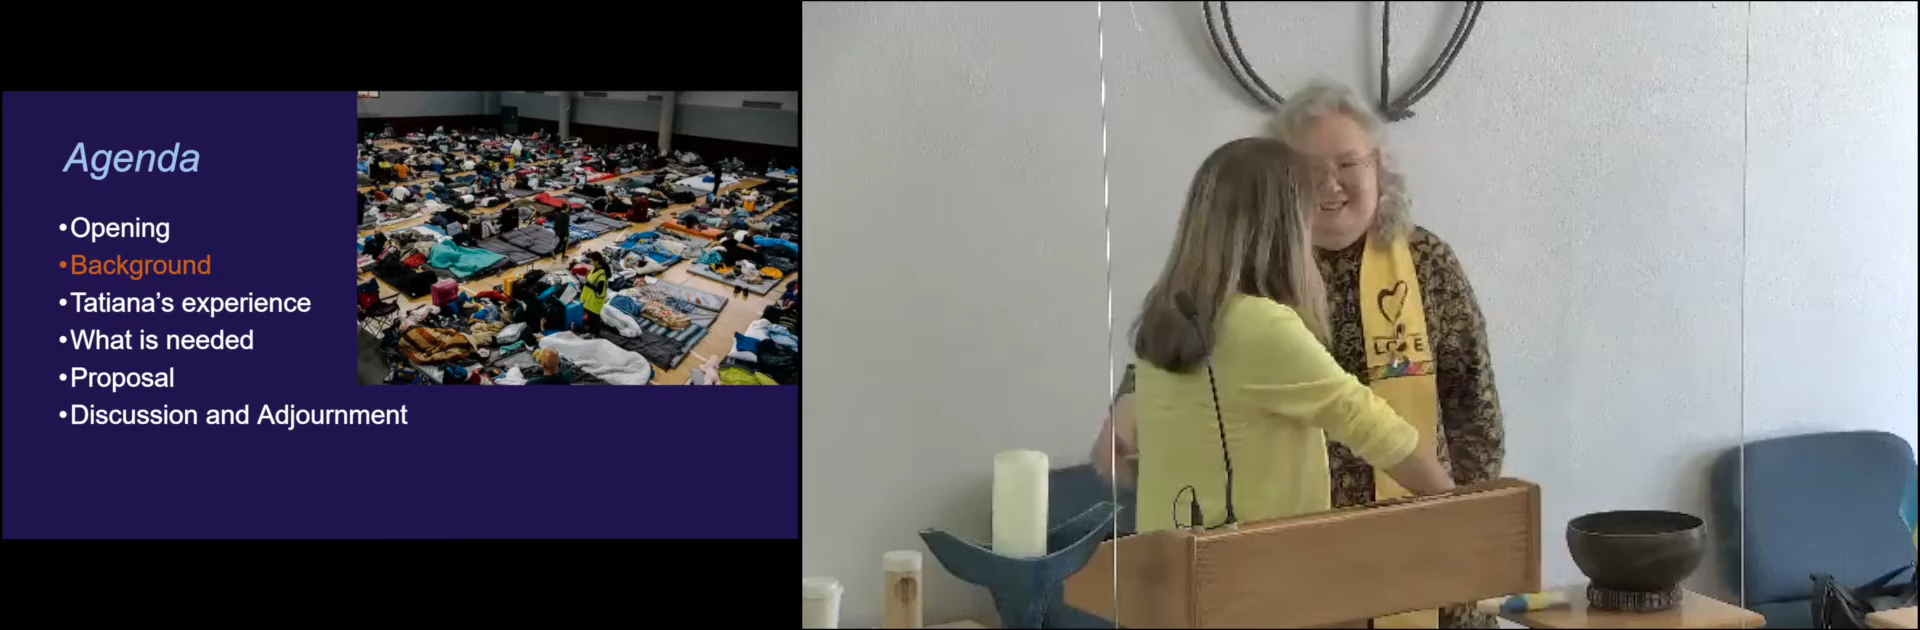 Agenda
•Opening
•Background
•Tatiana's experience
•What is needed
•Proposal
•Discussion and Adjournment